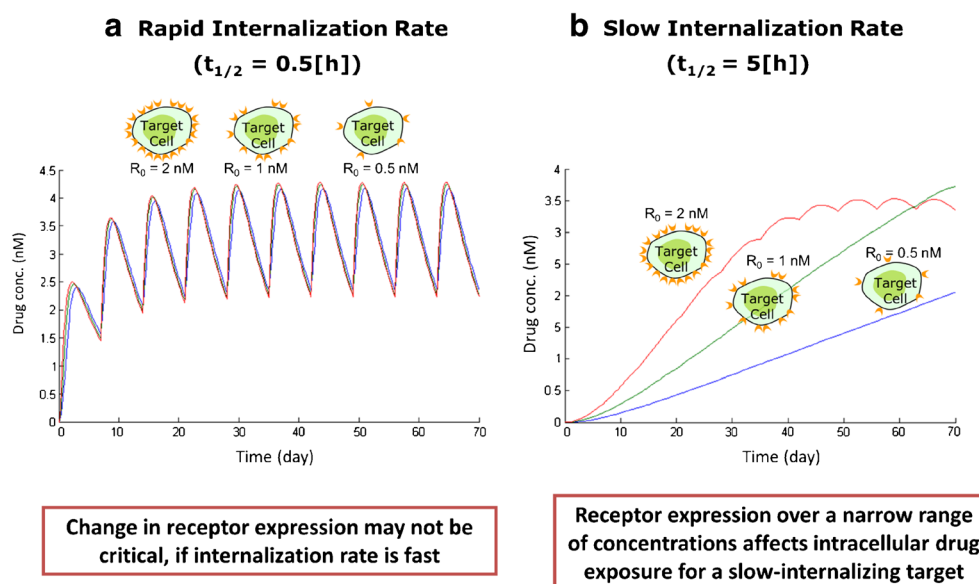 a Rapid Internalization Rate
(t1/2 = 0.5[h])
Target
Cell
R0 = 2 nM
Target
Cell
R0 = 1 nM
Target
Cell
R0 = 0.5 nM
Drug conc. (nM)
4.5
4
3.5
3
2.5
2
1.5
1
0.5
0
0 10 20 30 40 50 60 70
Time (day)
Change in receptor expression may not be
critical, if internalization rate is fast
b Slow Internalization Rate
(t1/2 = 5[h])
R0 = 2 nM
Target
Cell
R0 = 1 nM
Target
Cell
R0 = 0.5 nM
Target
Cell
Drug conc. (nM)
4
3.5
3
5
2
5
1
0.5
0
0 10 20 30 40 50 60 70
Time (day)
Receptor expression over a narrow range
of concentrations affects intracellular drug
exposure for a slow-internalizing target